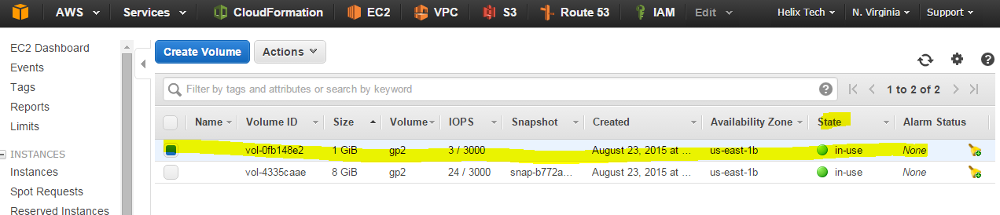 AWS Services CloudFormation EC2 VPC S3 Route 53 IAM Edit Helix Tech N. Virginia Support
EC2 Dashboard
Events
Tags
Reports
Limits
INSTANCES
Instances
Spot Requests
Reserved Instances
Create Volume Actions
Filter by tags and attributes or search by keyword 1 to 2 of 2
Name Volume ID Size Volume IOPS Snapshot Created Availability Zone State Alarm Status
vol-0fb148e2 1 GiB gp2 3 / 3000 August 23, 2015 at ... us-east-1b in-use None
vol-4335caae 8 GiB gp2 24 / 3000 snap-b772a... August 23, 2015 at ... us-east-1b in-use None